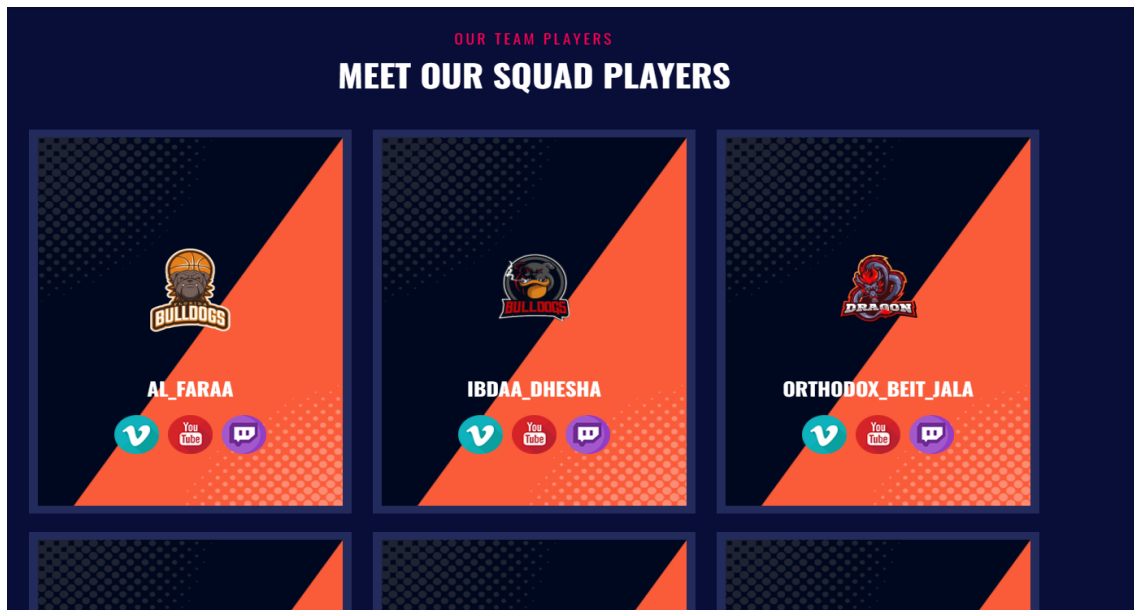 OUR TEAM PLAYERS
MEET OUR SQUAD PLAYERS
FLORIDA
BULLDOGS
BULLDOGS
DRAGON
AL_FARAA
IBDAA_DHESHA
ORTHODOX_BEIT_JALA
You
Tube
You
Tube
You
Tube